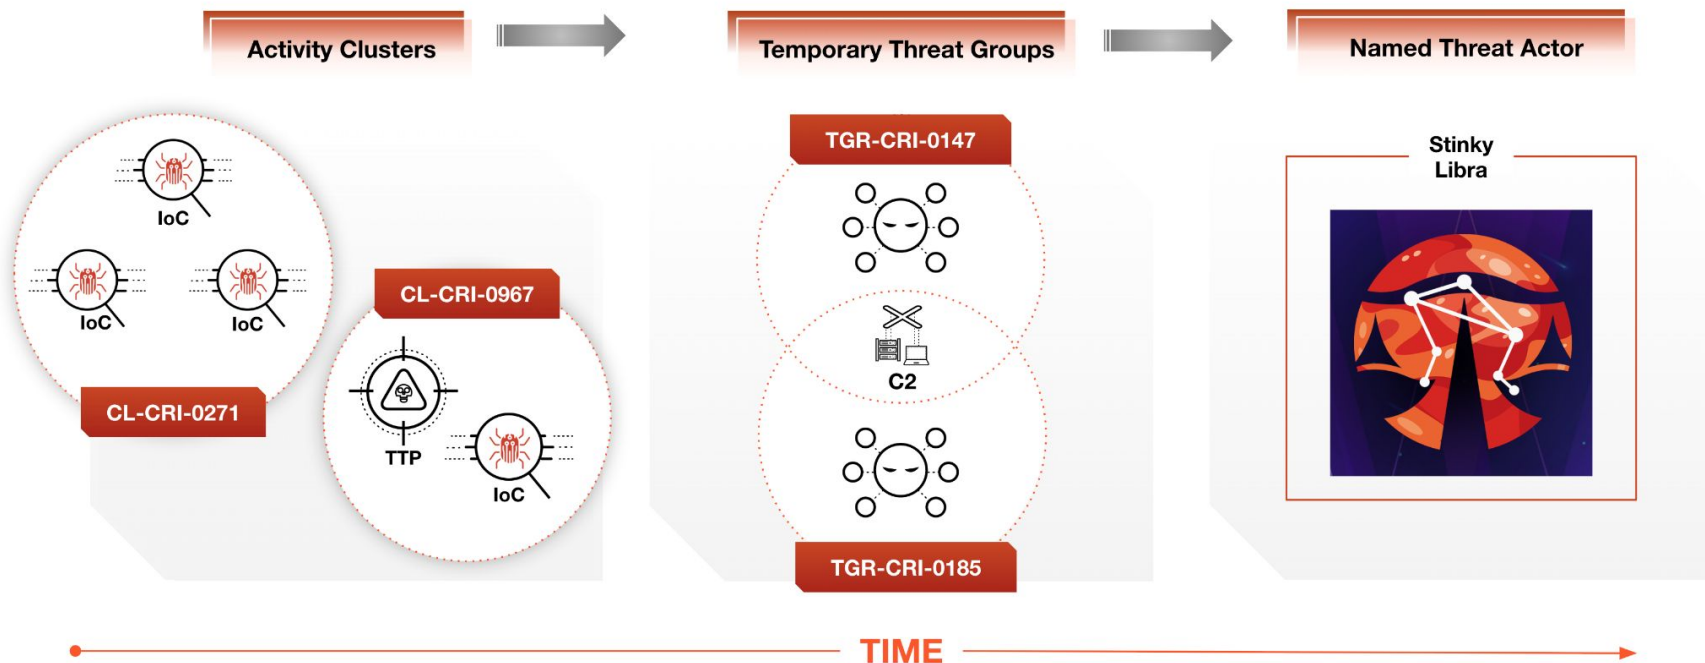 Activity Clusters
Temporary Threat Groups
Named Threat Actor
IoC
IoC
IoC
CL-CRI-0271
CL-CRI-0967
TTP
IoC
TGR-CRI-0147
C2
TGR-CRI-0185
Stinky
Libra
TIME